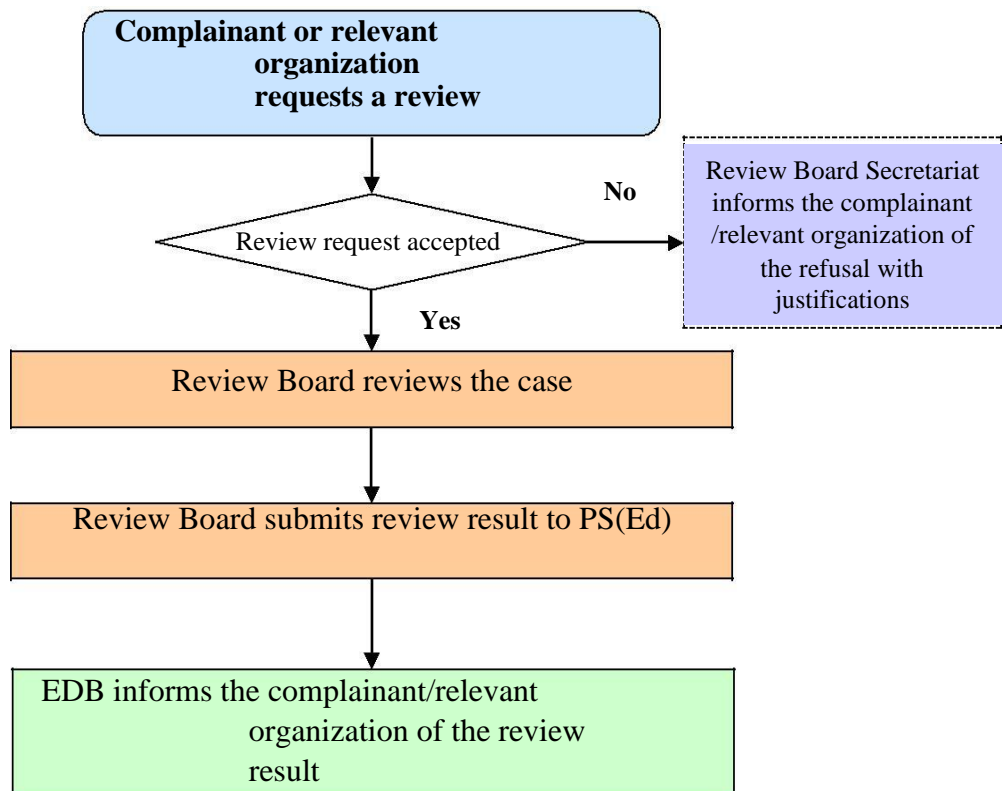 Complainant or relevant
organization
requests a review
No
Review Board Secretariat
informs the complainant
/relevant organization of
the refusal with
justifications
Review request accepted
Yes
Review Board reviews the case
Review Board submits review result to PS(Ed)
EDB informs the complainant/relevant
organization of the review
result